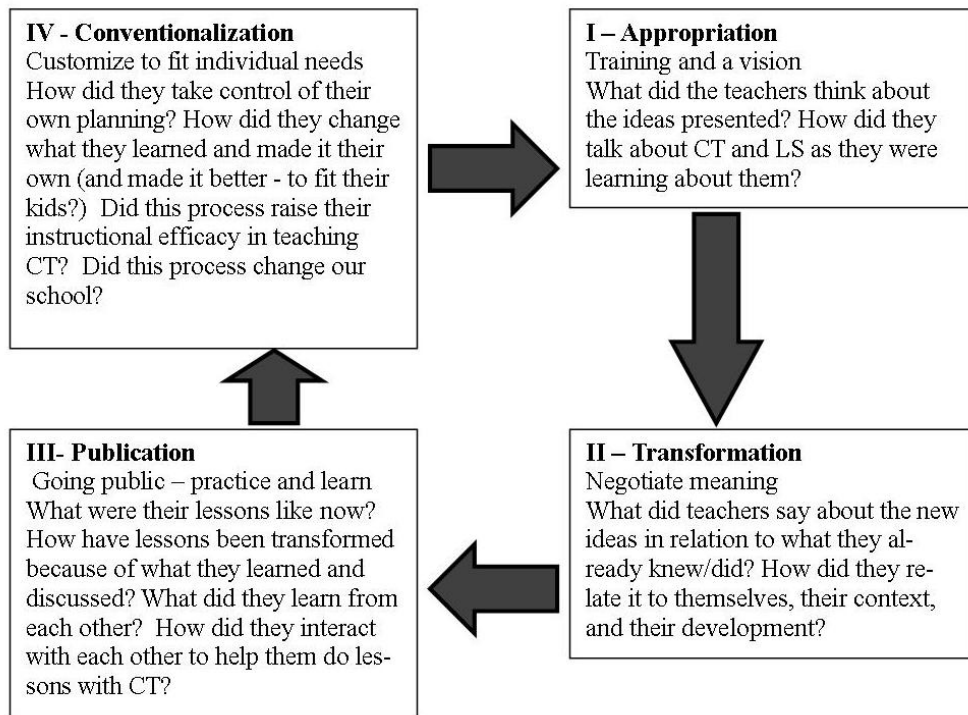 IV - Conventionalization
Customize to fit individual needs
How did they take control of their
own planning? How did they change
what they learned and made it their
own (and made it better - to fit their
kids?)  Did this process raise their
instructional efficacy in teaching
CT?  Did this process change our
school?
I – Appropriation
Training and a vision
What did the teachers think about
the ideas presented? How did they
talk about CT and LS as they were
learning about them?
III- Publication
Going public – practice and learn
What were their lessons like now?
How have lessons been transformed
because of what they learned and
discussed? What did they learn from
each other?  How did they interact
with each other to help them do les-
sons with CT?
II – Transformation
Negotiate meaning
What did teachers say about the new
ideas in relation to what they al-
ready knew/did? How did they re-
late it to themselves, their context,
and their development?